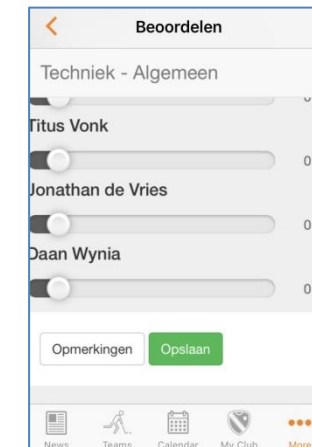 Beoordelen
Techniek - Algemeen
0
Titus Vonk
0
Jonathan de Vries
0
Daan Wynia
0
Opmerkingen Opslaan
News Teams Calendar My Club More